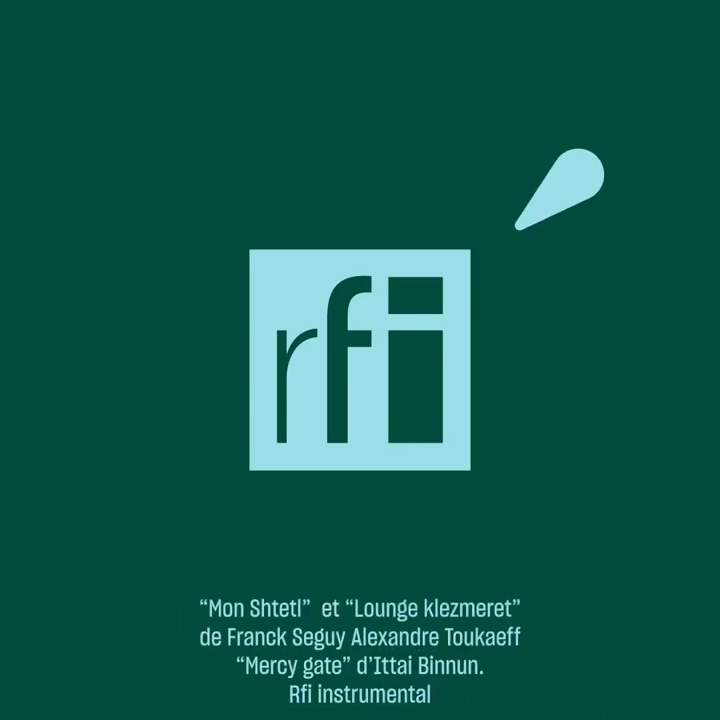 rfi
“Mon Shtetl”  et “Lounge klezmeret”
de Franck Seguy Alexandre Toukaeff
“Mercy gate” d’Ittai Binnun.
Rfi instrumental